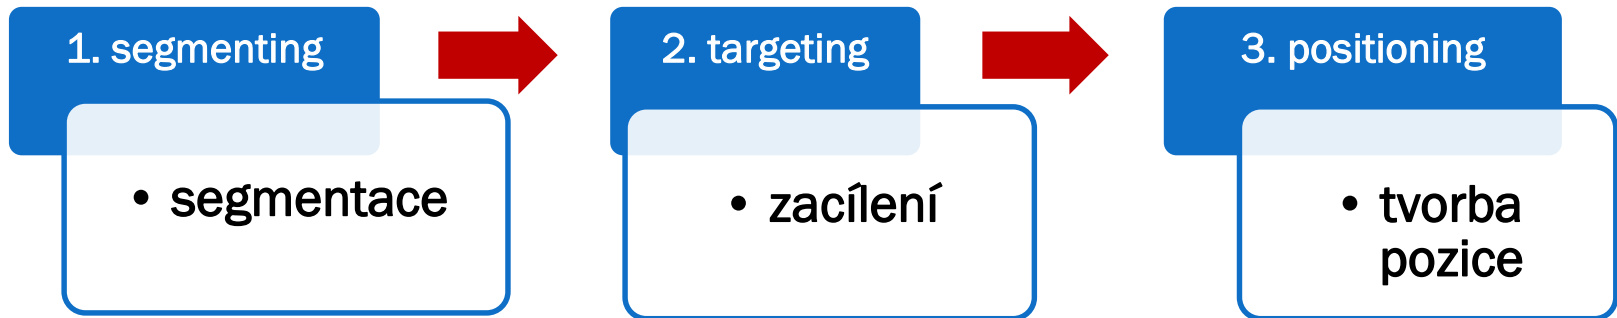 1. segmenting
• segmentace
2. targeting
• zacílení
3. positioning
• tvorba
pozice